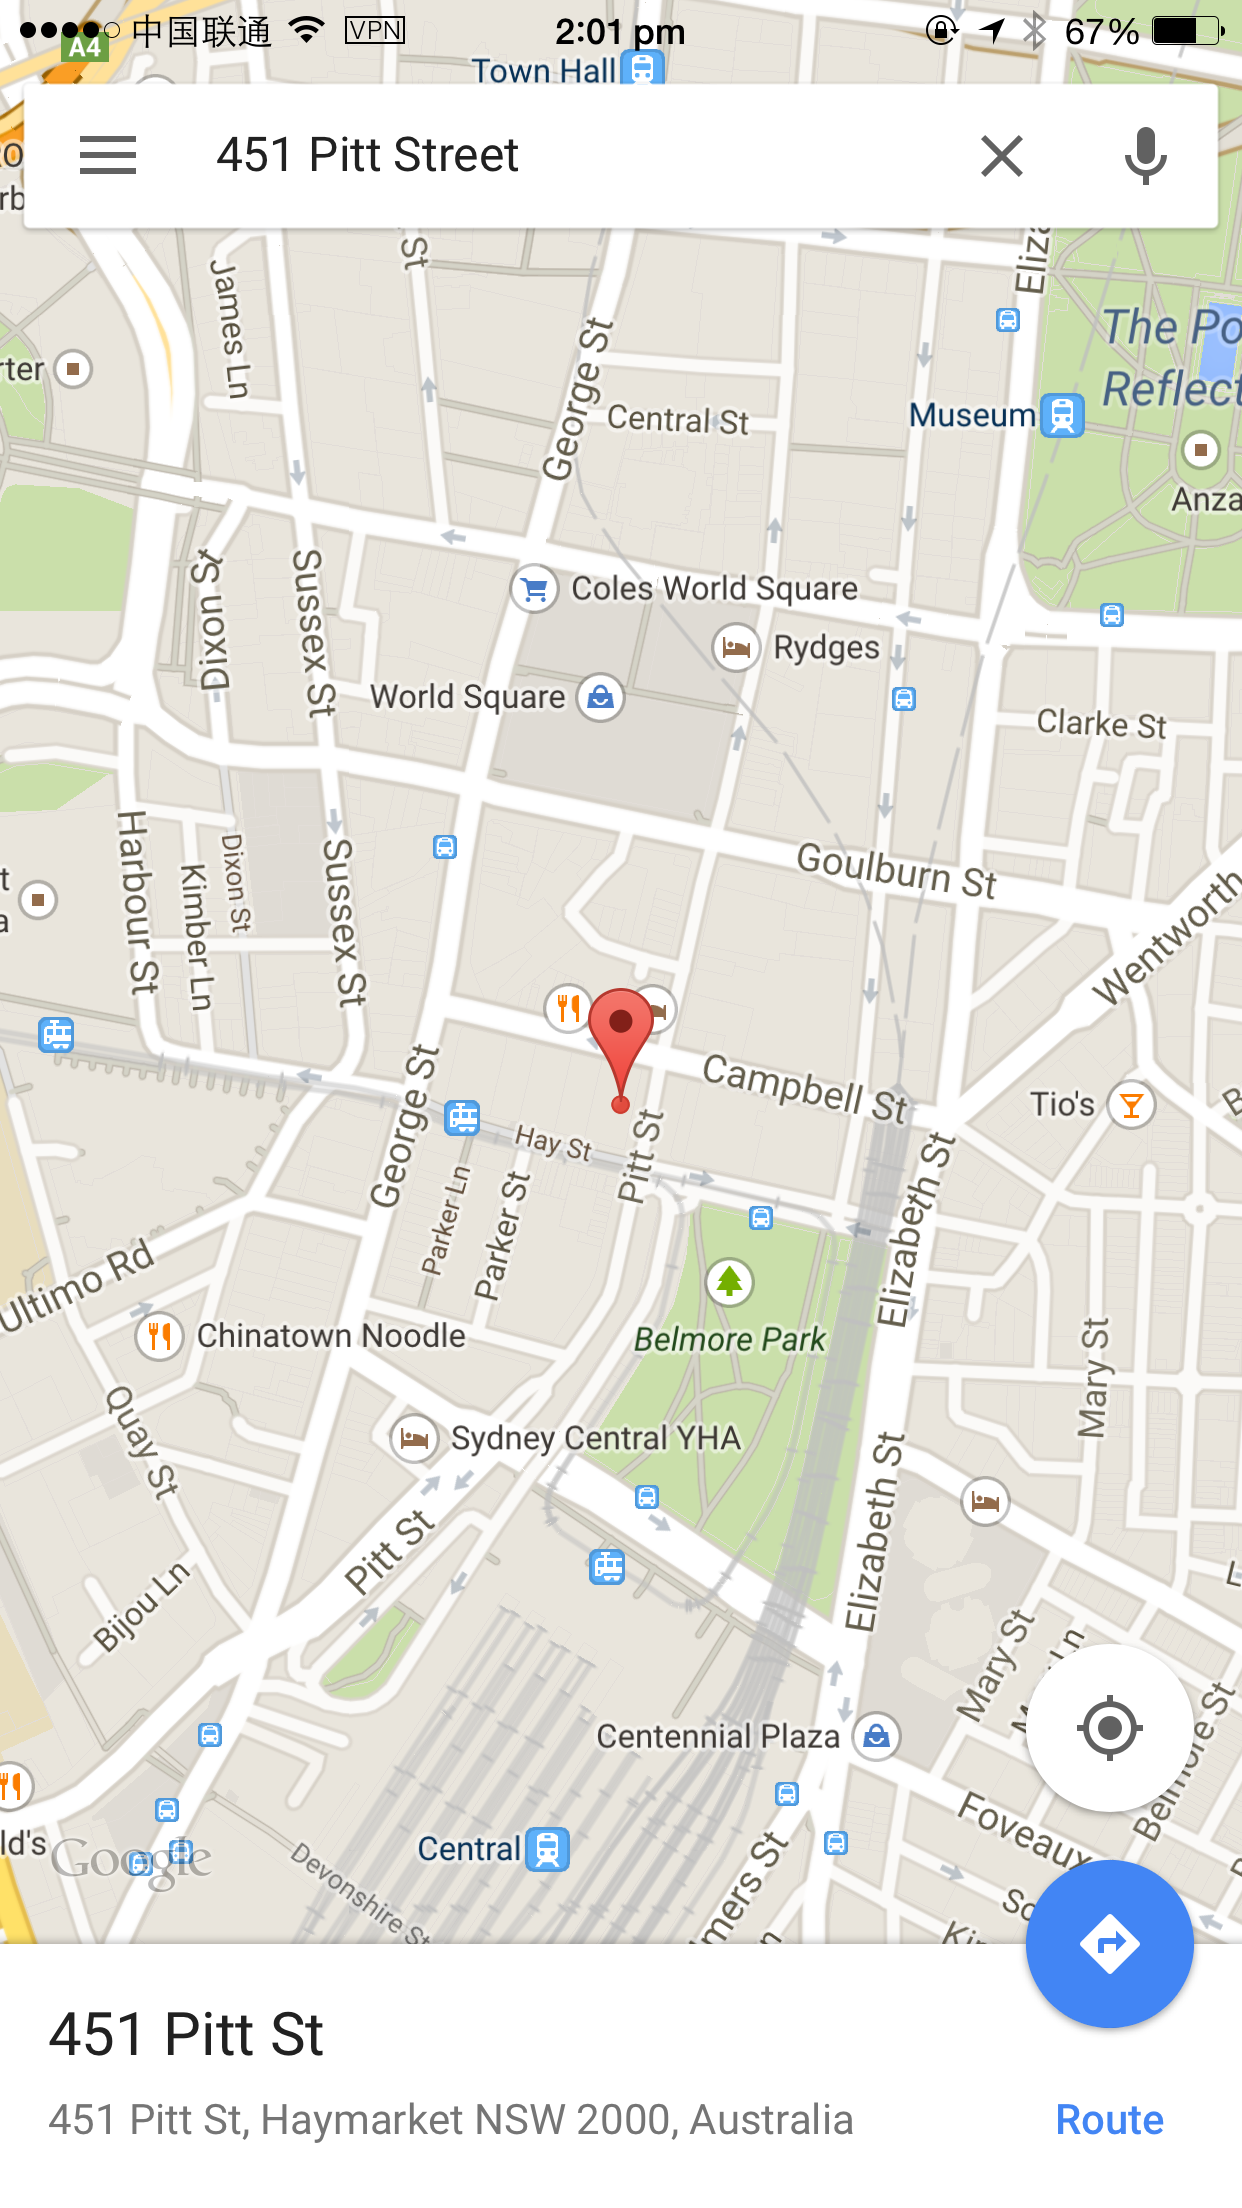 中国联通 VPN 2:01 pm 67%
A4
Town Hall
451 Pitt Street
St
James Ln
George St
Eliza
The Po
Reflect
rter
Central St
Museum
Anza
Dixon St
Sussex St
Coles World Square
Rydges
World Square
Clarke St
Harbour St
Kimber Ln
Dixon St
Sussex St
Goulburn St
Wentworth
George St
Campbell St
Tio's
Hay St
Pitt St
Parker Ln
Parker St
Elizabeth St
Ultimo Rd
Chinatown Noodle
Belmore Park
Mary St
Quay St
Sydney Central YHA
Pitt St
Elizabeth St
Bijou Ln
Mary St
Ln
Belmore St
Centennial Plaza
Foveaux
ld's
Google
Central
Devonshire St
lmers St
451 Pitt St
451 Pitt St, Haymarket NSW 2000, Australia
Route